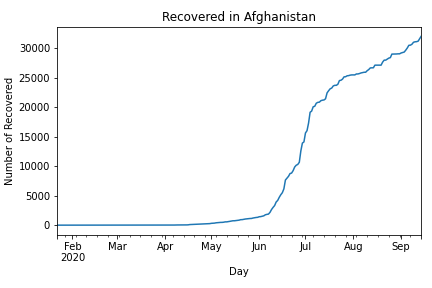 Recovered in Afghanistan
Number of Recovered
30000
25000
20000
15000
10000
5000
0
Feb Mar Apr May Jun Jul Aug Sep
2020
Day